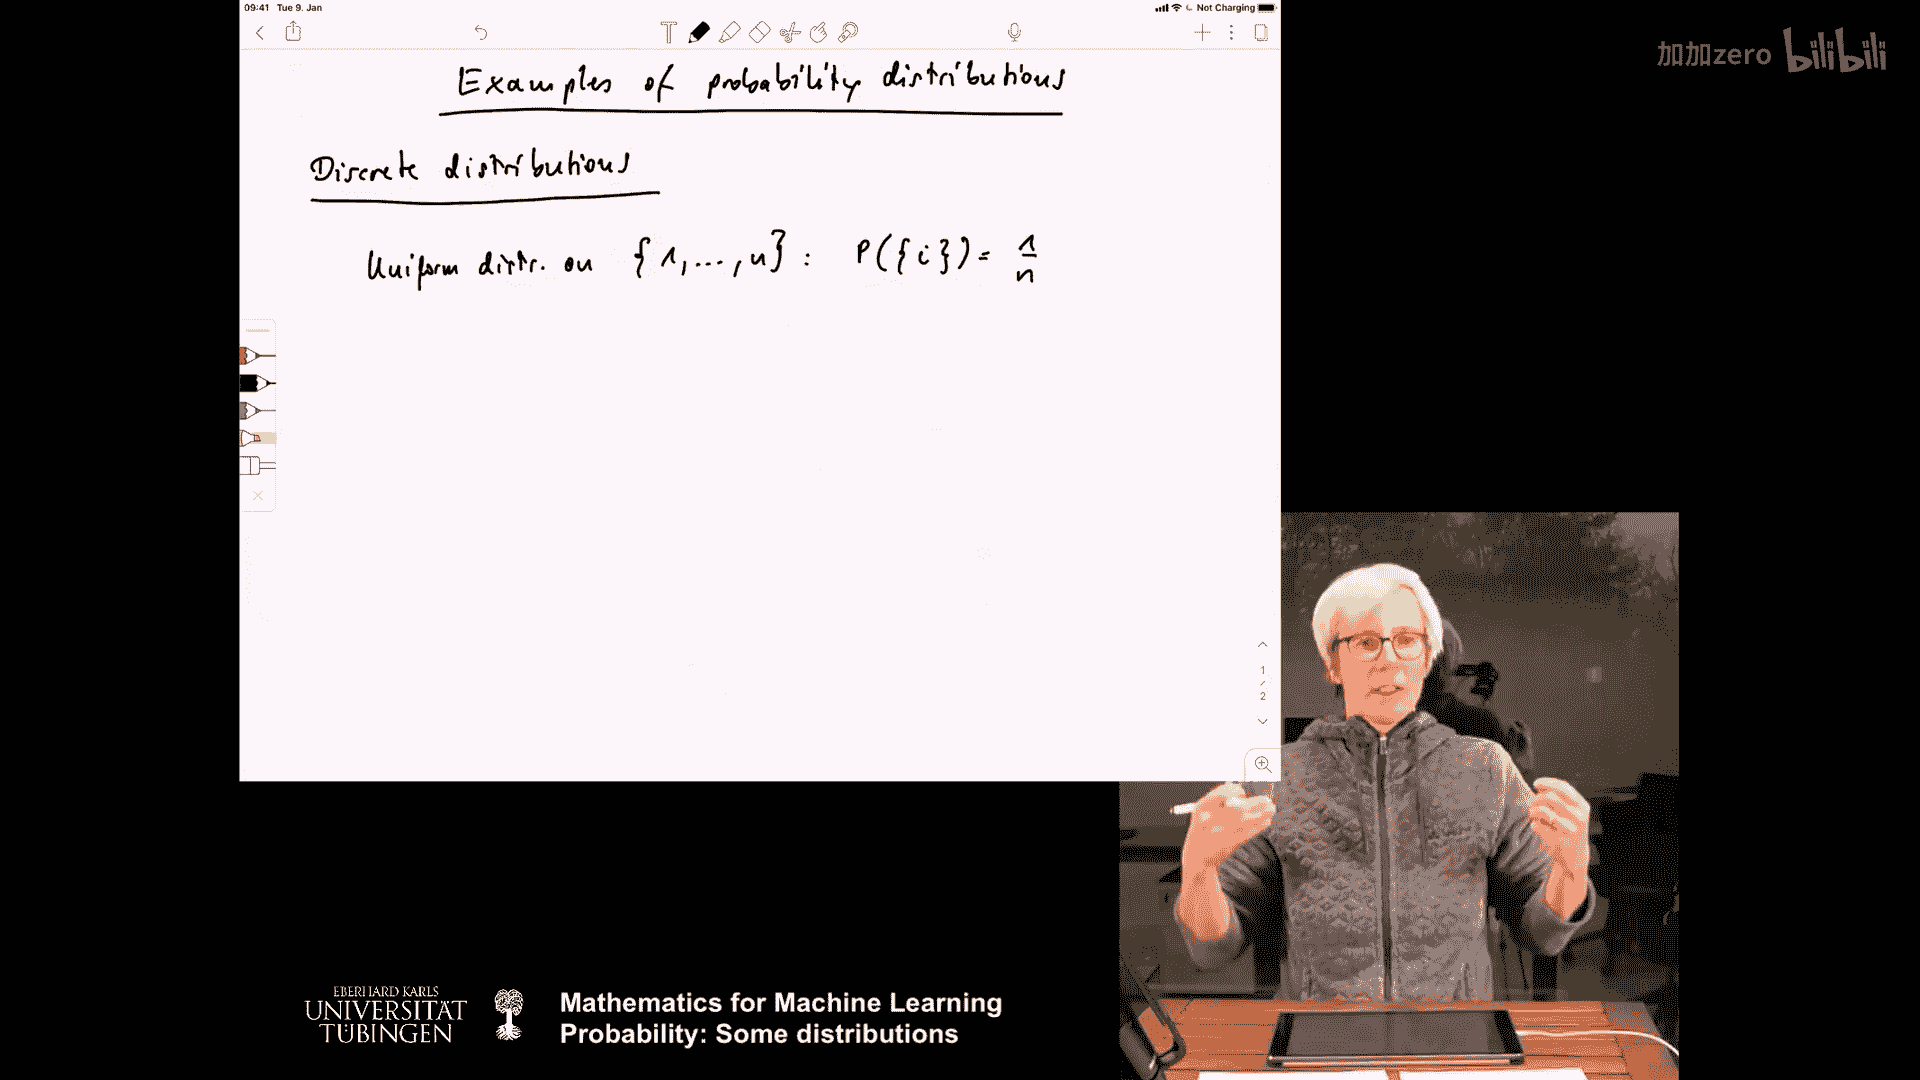 09:41 Tue 9. Jan
Not Charging
加加zero bilibili
T
Examples of probability distributions
Discrete distributions
Uniform distr. on {1,...,n}: P({i}) = 1/n
1
2
EBERHARD KARLS
UNIVERSITÄT
TÜBINGEN
Mathematics for Machine Learning
Probability: Some distributions